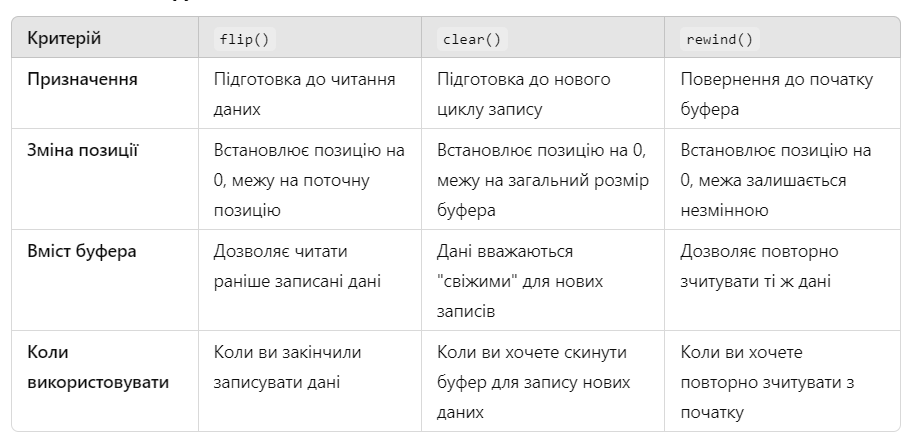 Критерій flip() clear() rewind()
Призначення Підготовка до читання Підготовка до нового Повернення до початку
даних циклу запису буфера
Зміна позиції Встановлює позицію на Встановлює позицію на 0, Встановлює позицію на
0, межу на поточну межу на загальний розмір 0, межа залишається
позицію буфера незмінною
Вміст буфера Дозволяє читати Дані вважаються Дозволяє повторно
раніше записані дані "свіжими" для нових зчитувати ті ж дані
записів
Коли Коли ви закінчили Коли ви хочете скинути Коли ви хочете
використовувати записувати дані буфер для запису нових повторно зчитувати з
даних початку